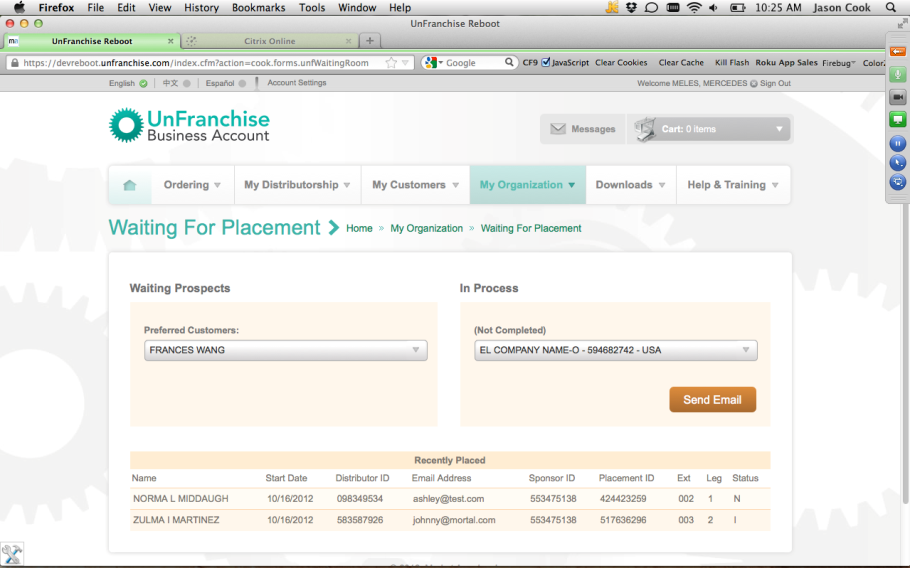 Firefox File Edit View History Bookmarks Tools Window Help 10:25 AM Jason Cook
UnFranchise Reboot
UnFranchise Reboot × Citrix Online × +
https://devreboot.unfranchise.com/index.cfm?action=cook.forms.unfWaitingRoom Google CF9 JavaScript Clear Cookies Clear Cache Kill Flash Roku App Sales Firebug
English 中文 Español Account Settings Welcome MELES, MERCEDES Sign Out
UnFranchise
Business Account
Messages Cart: 0 items
Ordering My Distributorship My Customers My Organization Downloads Help & Training
Waiting For Placement Home » My Organization » Waiting For Placement
Waiting Prospects In Process
Preferred Customers: (Not Completed)
FRANCES WANG EL COMPANY NAME-O - 594682742 - USA
Send Email
Recently Placed
Name Start Date Distributor ID Email Address Sponsor ID Placement ID Ext Leg Status
NORMA L MIDDAUGH 10/16/2012 098349534 ashley@test.com 553475138 424423259 002 1 N
ZULMA I MARTINEZ 10/16/2012 583587926 johnny@mortal.com 553475138 517636296 003 2 I